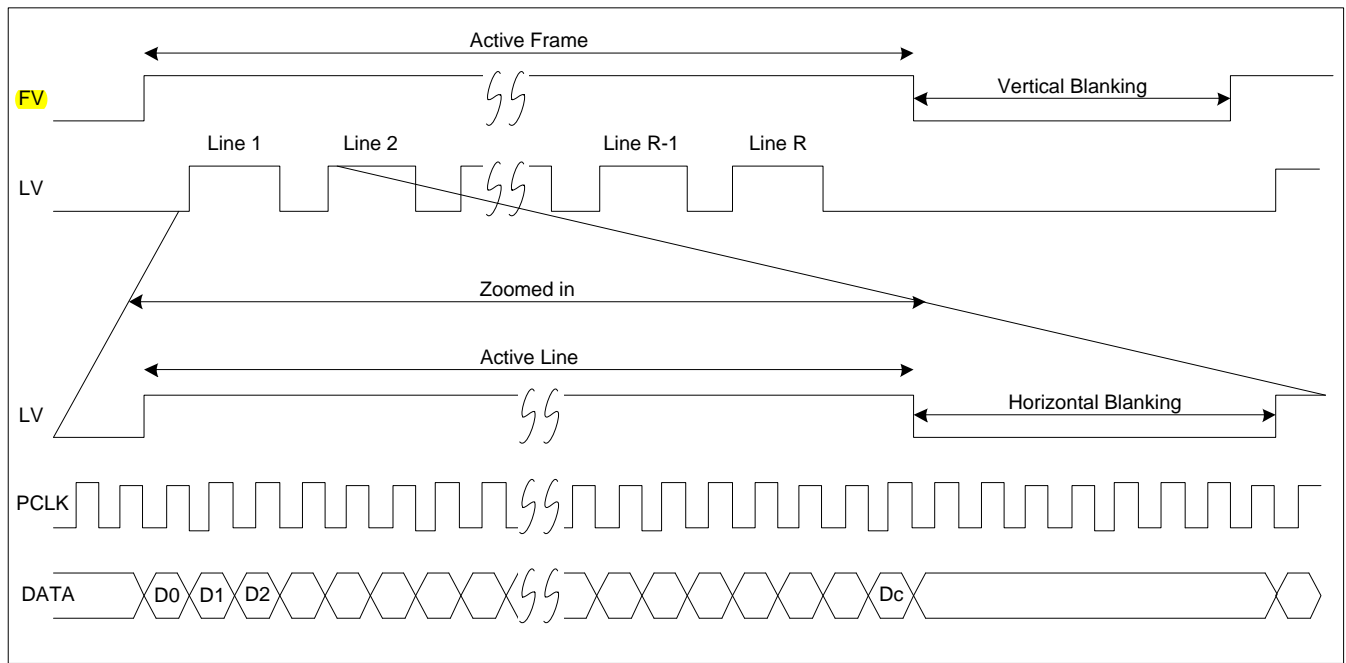 Active Frame
FV
Vertical Blanking
Line 1 Line 2 Line R-1 Line R
LV
Zoomed in
Active Line
LV
Horizontal Blanking
PCLK
DATA D0 D1 D2 Dc